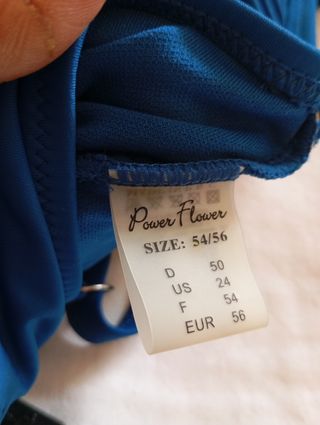 Power Flower
SIZE: 54/56
D 50
US 24
F 54
EUR 56